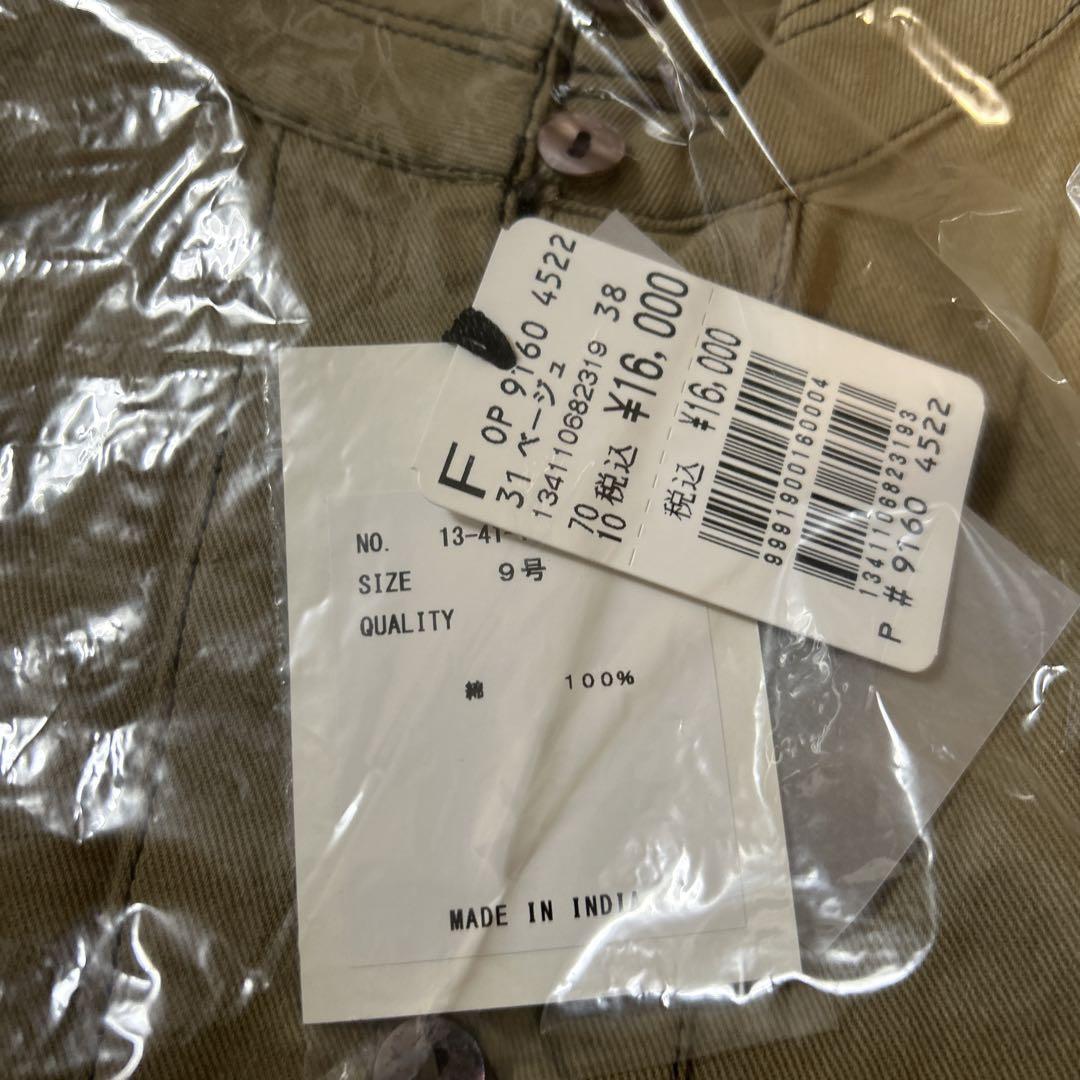 F
OP 9160 4522
31 ベージュ
134110682319 38
70
10 税込 ¥16,000
税込 ¥16,000
9991900160004
1341106823193
P # 9160 4522
NO. 13-41-
SIZE 9号
QUALITY
綿 100%
MADE IN INDIA